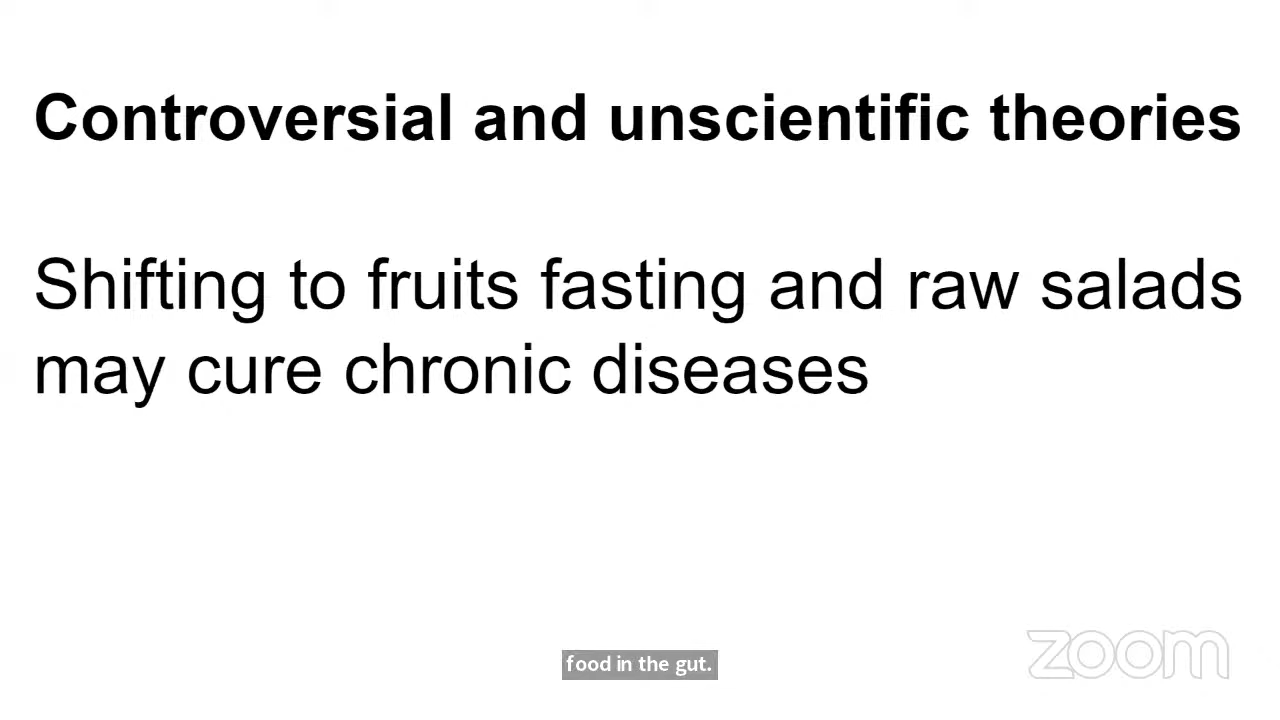 Controversial and unscientific theories
Shifting to fruits fasting and raw salads
may cure chronic diseases
food in the gut.
zoom